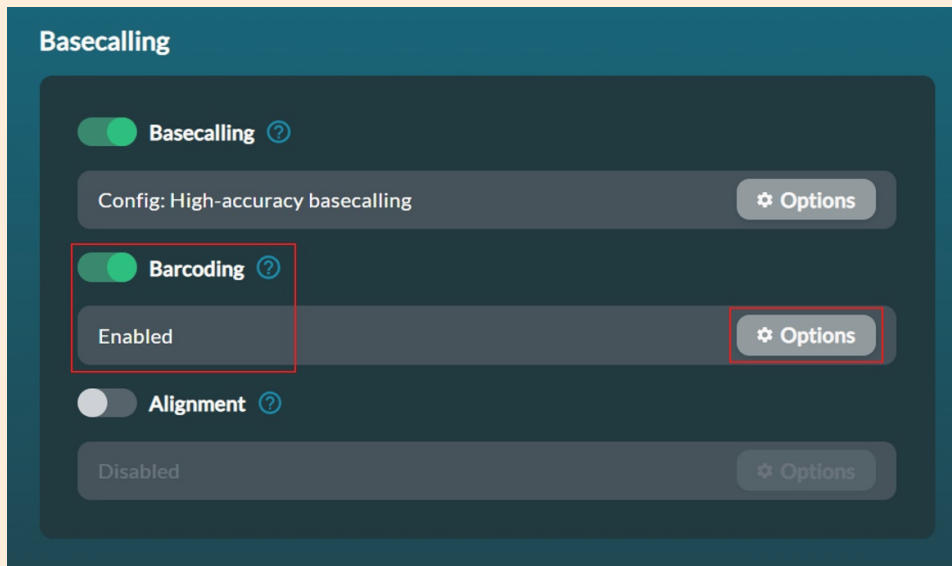 Basecalling
Basecalling ?
Config: High-accuracy basecalling Options
Barcoding ?
Enabled Options
Alignment ?
Disabled Options